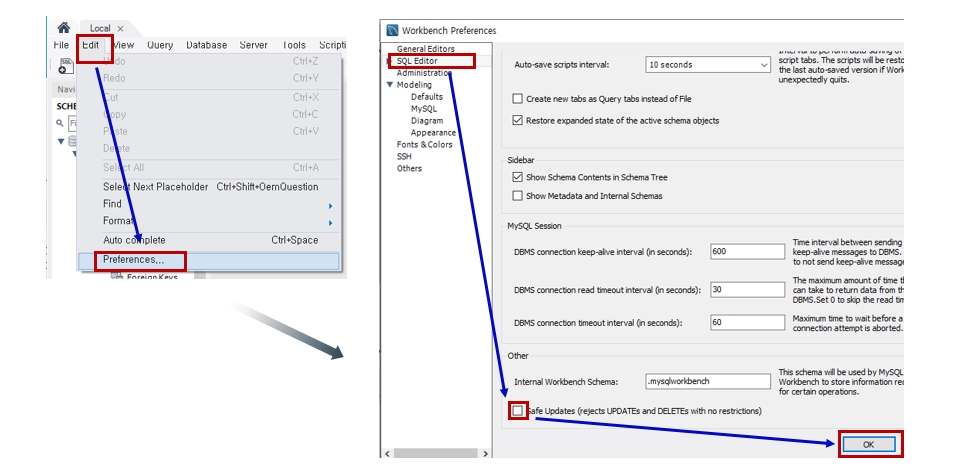 Local ×
File Edit View Query Database Server Tools Scripti
SQL
Undo Ctrl+Z
Redo Ctrl+Y
Navi
Cut Ctrl+X
SCHE
Copy Ctrl+C
Fi
Paste Ctrl+V
Delete
Select All Ctrl+A
Select Next Placeholder Ctrl+Shift+OemQuestion
Find
Format
Auto complete Ctrl+Space
Preferences...
Foreign Keys
Workbench Preferences
General Editors
SQL Editor
Administration
Modeling
Defaults
MySQL
Diagram
Appearance
Fonts & Colors
SSH
Others
Interval to perform auto-saving of
Auto-save scripts interval: 10 seconds
script tabs. The scripts will be resto
the last auto-saved version if Work
unexpectedly quits.
Create new tabs as Query tabs instead of File
Restore expanded state of the active schema objects
Sidebar
Show Schema Contents in Schema Tree
Show Metadata and Internal Schemas
MySQL Session
DBMS connection keep-alive interval (in seconds): 600
Time interval between sending
keep-alive messages to DBMS.
to not send keep-alive message
DBMS connection read timeout interval (in seconds): 30
The maximum amount of time t
can take to return data from th
DBMS.Set 0 to skip the read tim
DBMS connection timeout interval (in seconds): 60
Maximum time to wait before a
connection attempt is aborted.
Other
Internal Workbench Schema: .mysqlworkbench
This schema will be used by MySQL
Workbench to store information rec
for certain operations.
Safe Updates (rejects UPDATEs and DELETEs with no restrictions)
OK